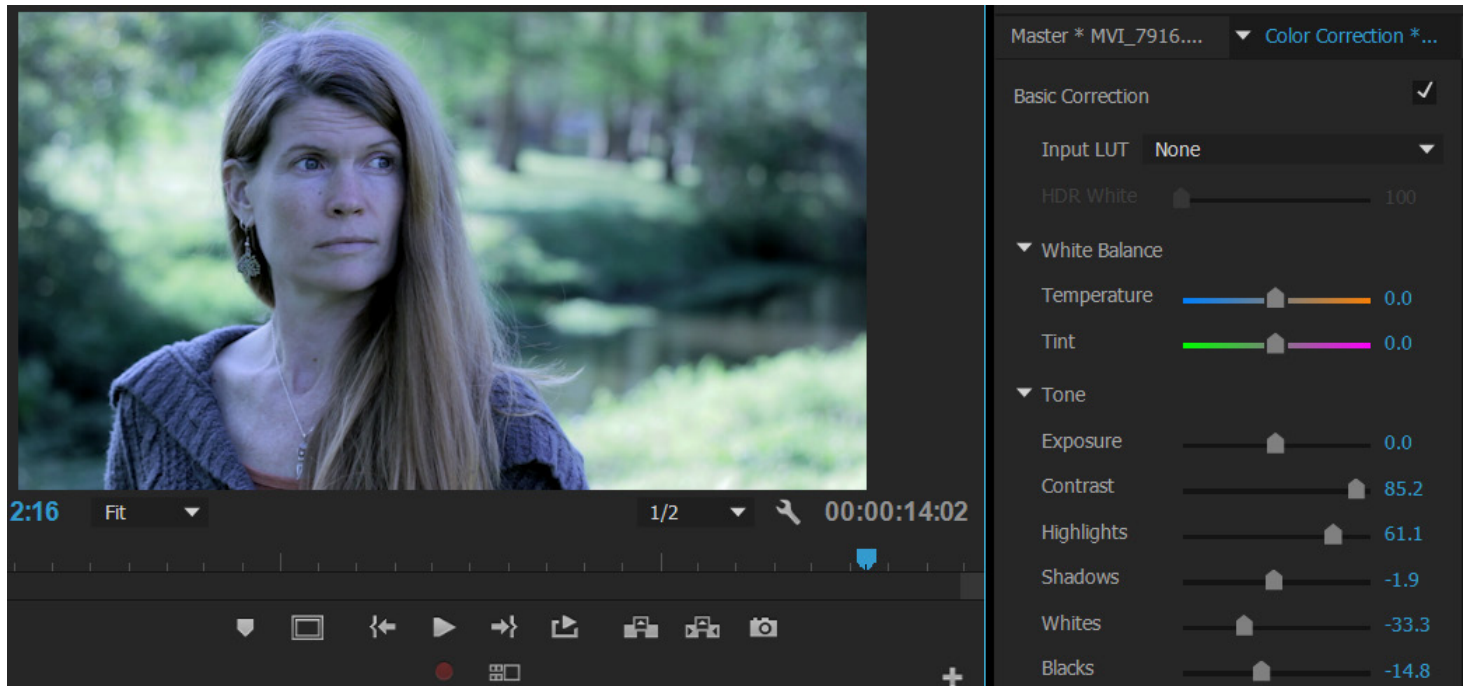 Master * MVI_7916.... Color Correction *...
Basic Correction
Input LUT None
HDR White 100
White Balance
Temperature 0.0
Tint 0.0
Tone
Exposure 0.0
Contrast 85.2
Highlights 61.1
Shadows -1.9
Whites -33.3
Blacks -14.8
2:16 Fit 1/2 00:00:14:02